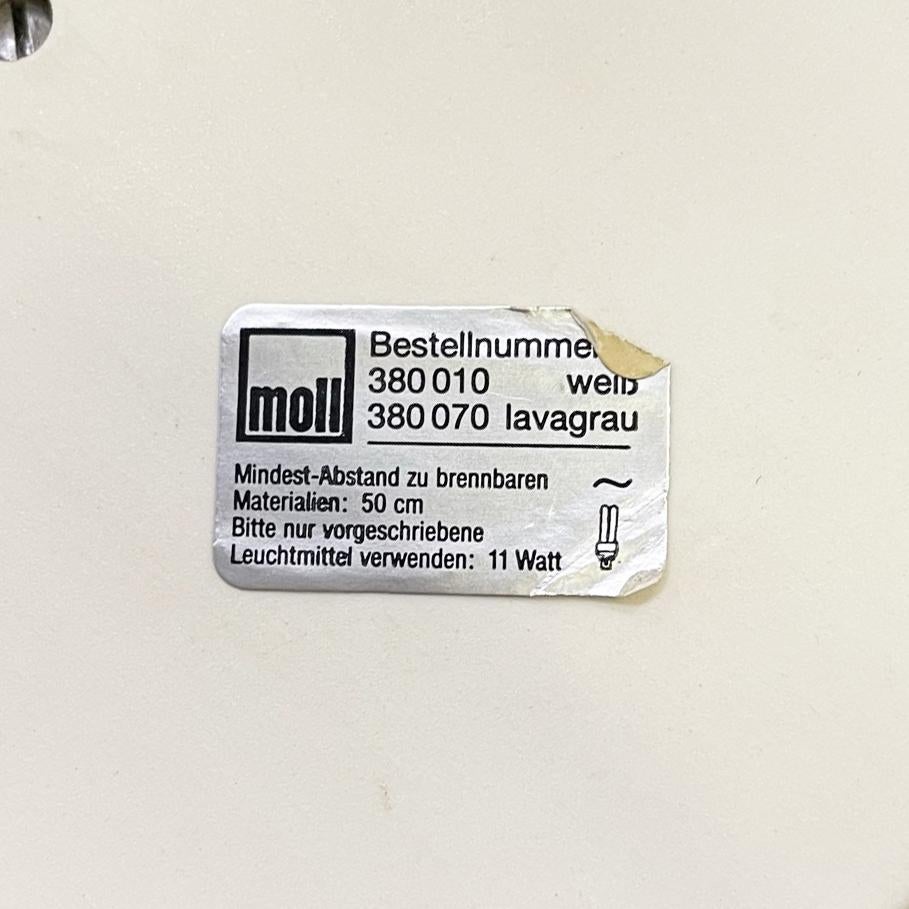 moll
Bestellnumme
380 010 weiß
380 070 lavagrau
Mindest-Abstand zu brennbaren
Materialien: 50 cm
Bitte nur vorgeschriebene
Leuchtmittel verwenden: 11 Watt